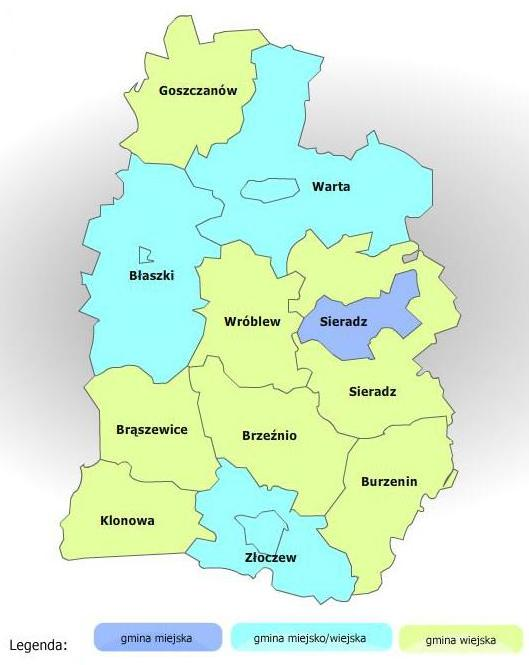 Goszczanów
Warta
Błaszki
Wróblew
Sieradz
Sieradz
Brąszewice
Brzeźnio
Burzenin
Klonowa
Złoczew
Legenda:
gmina miejska
gmina miejsko/wiejska
gmina wiejska